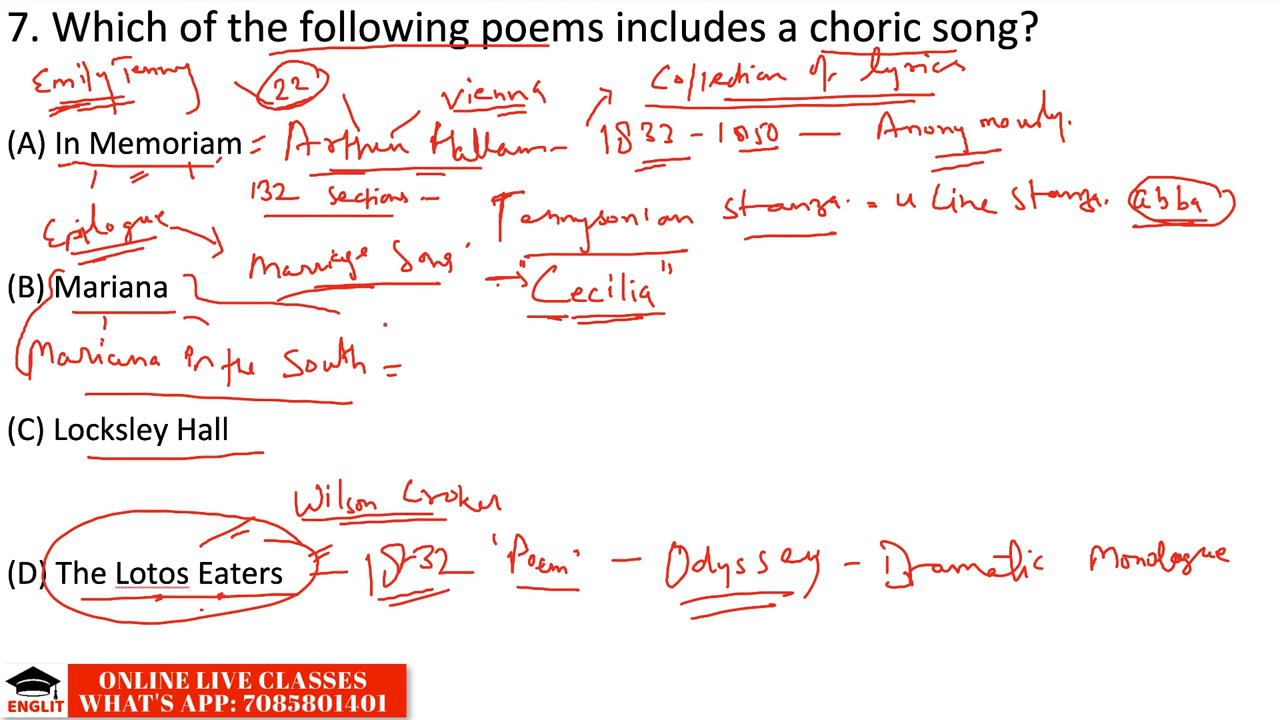 7. Which of the following poems includes a choric song?
Emily Tenny 22 Vienna Collection of lyrics
(A) In Memoriam = Arthur Hallam - 1833 - 1850 — Anonymously.
132 sections - Tennysonian stanza. = 4 Line Stanza. abba
Epilogue
Marriage Song → "Cecilia"
(B) Mariana
Mariana in the South =
(C) Locksley Hall
Wilson Croker
(D) The Lotos Eaters = 1832 'Poem' — Odyssey - Dramatic Monologue
ENGLIT
ONLINE LIVE CLASSES
WHAT'S APP: 7085801401